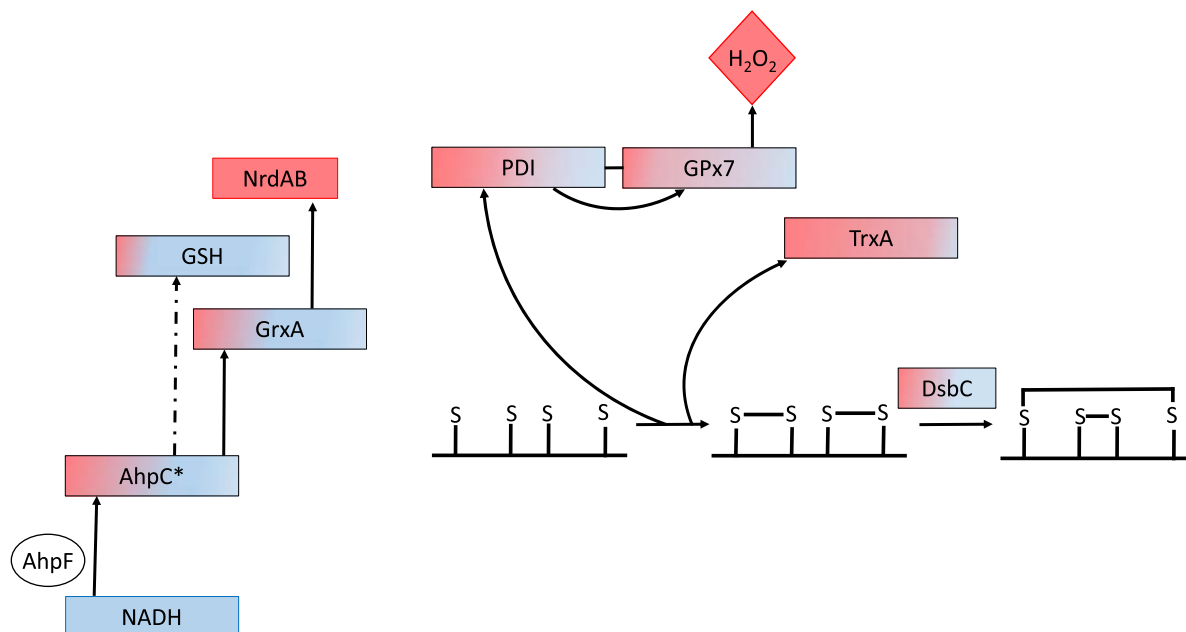 H₂O₂
PDI
GPx7
NrdAB
TrxA
GSH
GrxA
DsbC
S S S S
S S S S
S S S S
AhpC*
AhpF
NADH